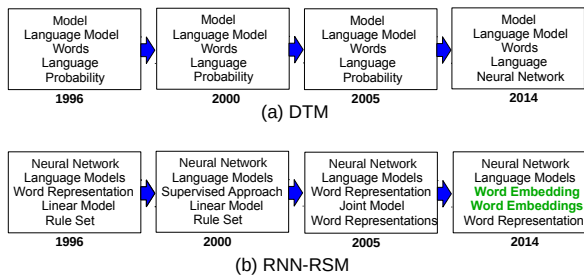 Model
Language Model
Words
Language
Probability
1996
Model
Language Model
Words
Language
Probability
2000
Model
Language Model
Words
Language
Probability
2005
Model
Language Model
Words
Language
Neural Network
2014
(a) DTM
Neural Network
Language Models
Word Representation
Linear Model
Rule Set
1996
Neural Network
Language Models
Supervised Approach
Linear Model
Rule Set
2000
Neural Network
Language Models
Word Representation
Joint Model
Word Representations
2005
Neural Network
Language Models
Word Embedding
Word Embeddings
Word Representation
2014
(b) RNN-RSM